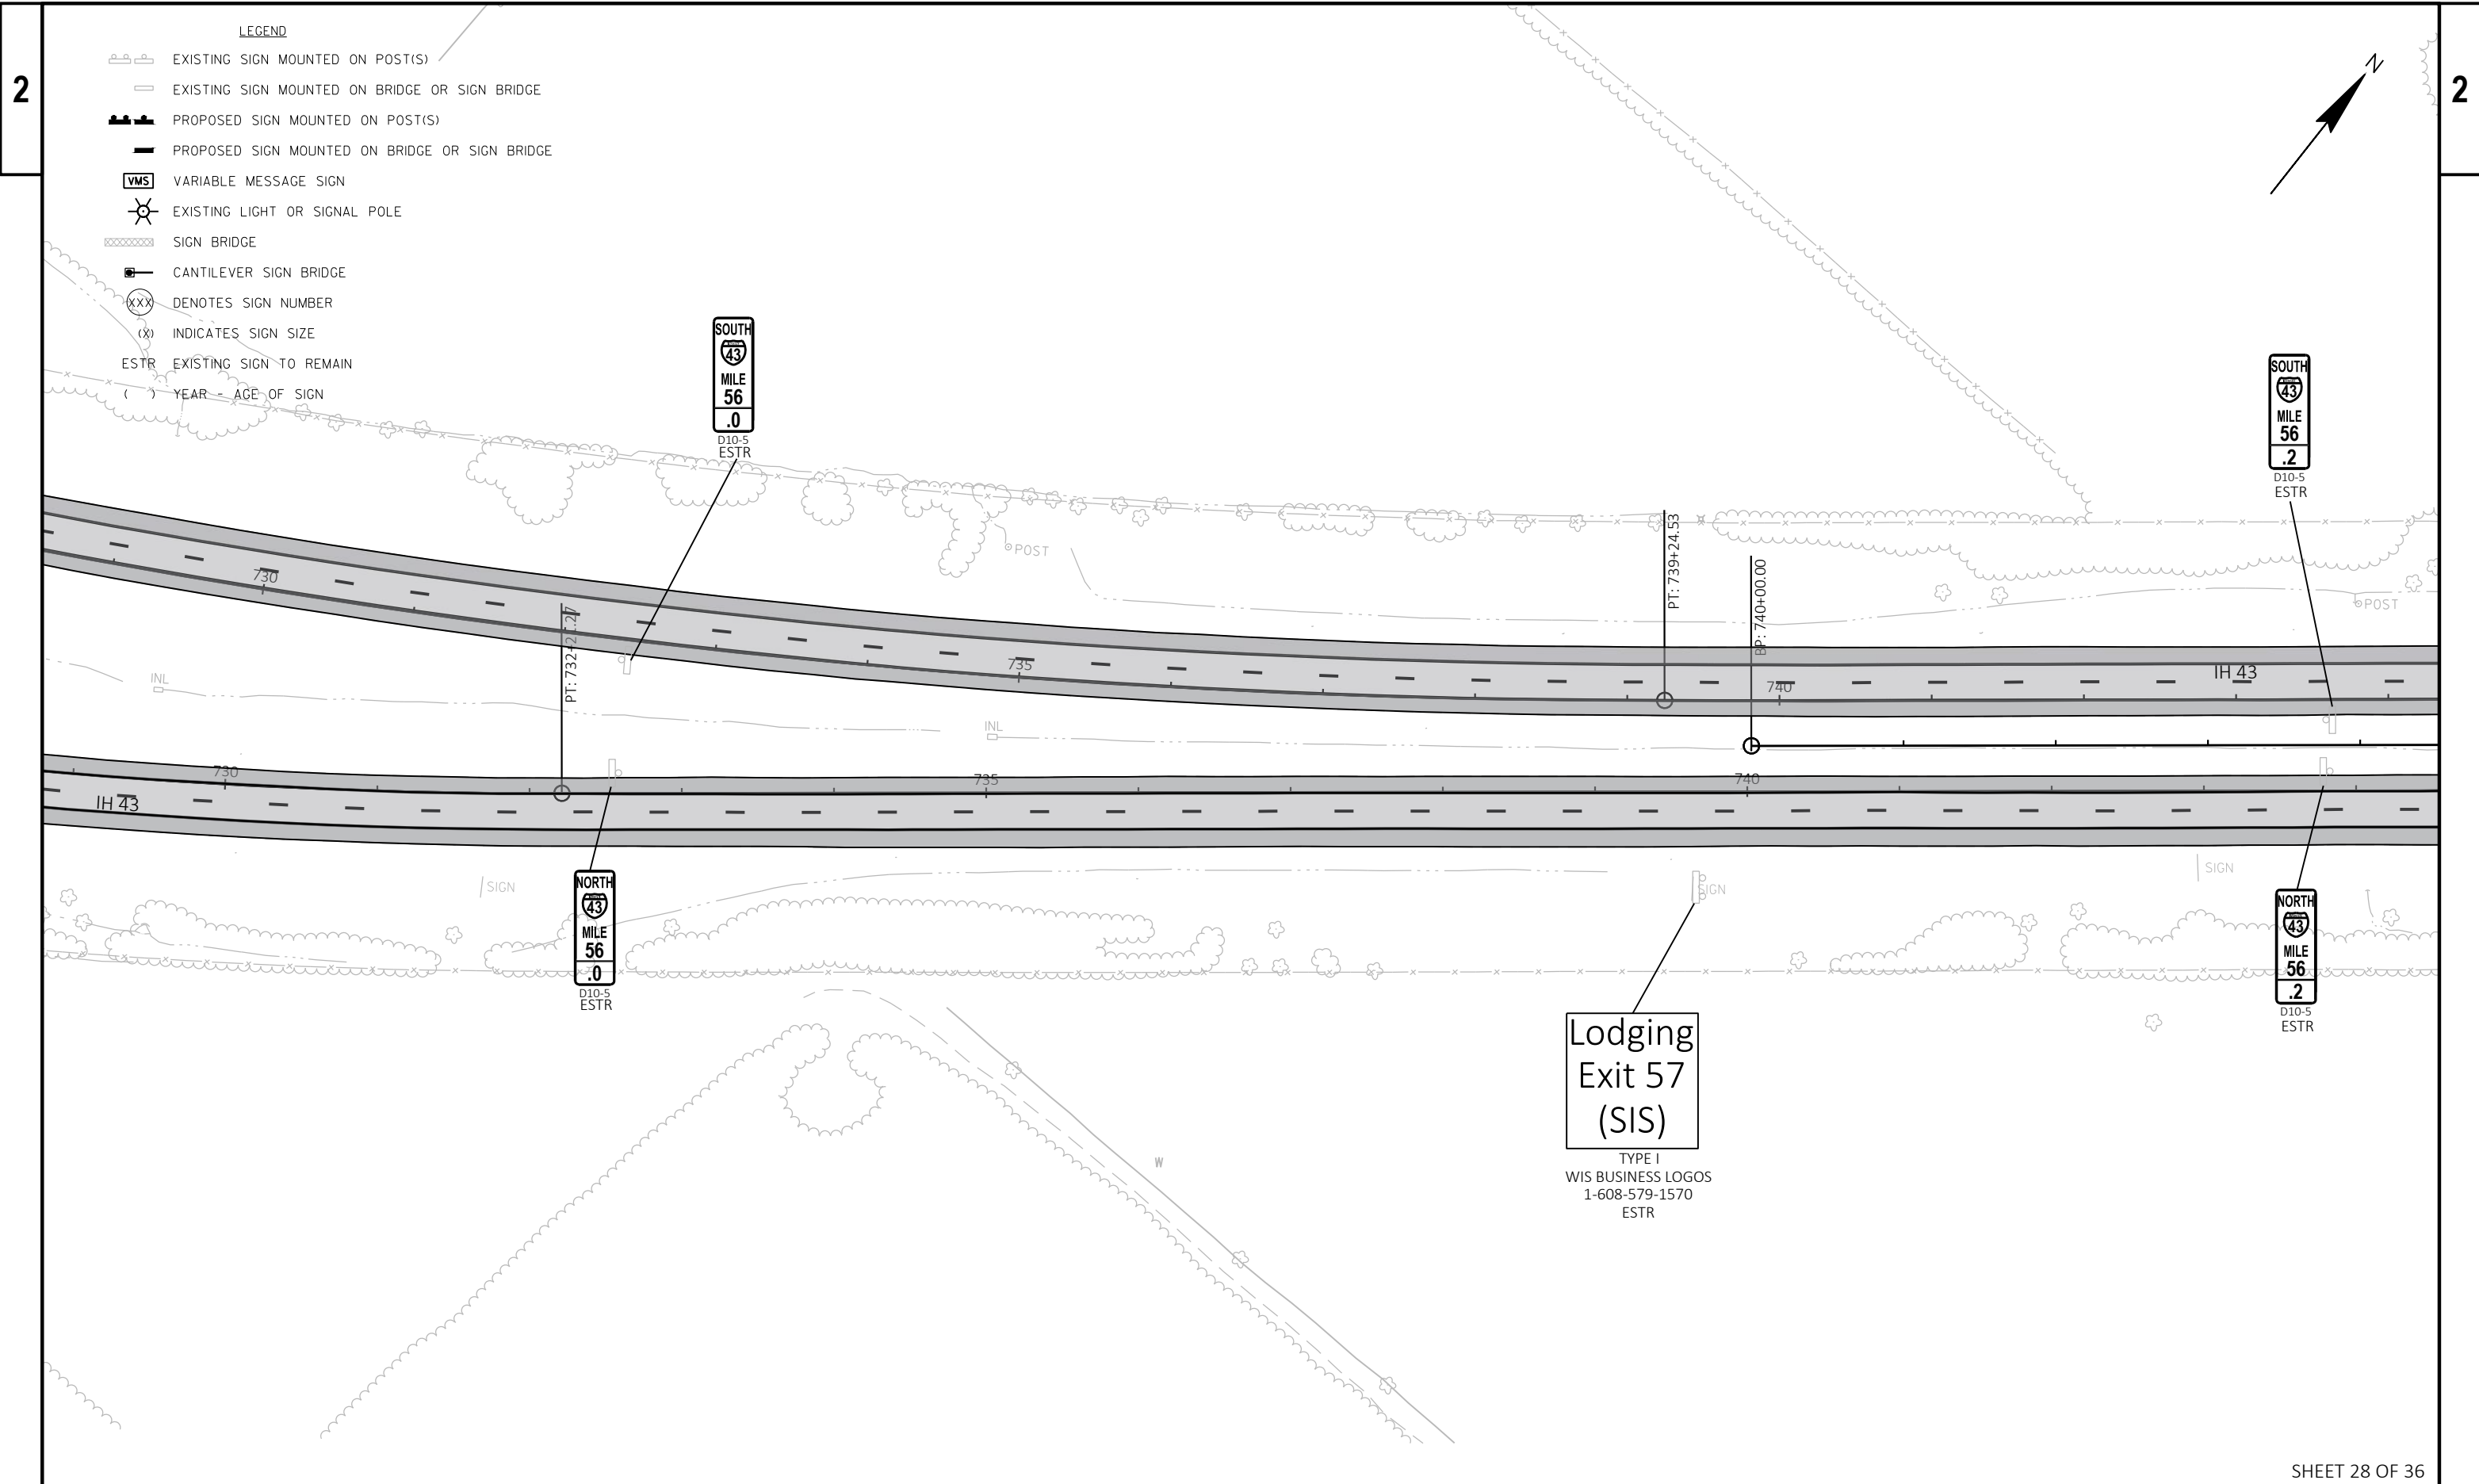 2
2
LEGEND
EXISTING SIGN MOUNTED ON POST(S)
EXISTING SIGN MOUNTED ON BRIDGE OR SIGN BRIDGE
PROPOSED SIGN MOUNTED ON POST(S)
PROPOSED SIGN MOUNTED ON BRIDGE OR SIGN BRIDGE
VMS VARIABLE MESSAGE SIGN
EXISTING LIGHT OR SIGNAL POLE
SIGN BRIDGE
CANTILEVER SIGN BRIDGE
XXX DENOTES SIGN NUMBER
(X) INDICATES SIGN SIZE
ESTR EXISTING SIGN TO REMAIN
( ) YEAR - AGE OF SIGN
N
SOUTH
43
MILE
56
.0
D10-5
ESTR
SOUTH
43
MILE
56
.2
D10-5
ESTR
POST
POST
PT: 739+24.53
BP: 740+00.00
730
735
740
IH 43
INL
INL
730
735
740
IH 43
SIGN
SIGN
SIGN
NORTH
43
MILE
56
.0
D10-5
ESTR
NORTH
43
MILE
56
.2
D10-5
ESTR
Lodging
Exit 57
(SIS)
TYPE I
WIS BUSINESS LOGOS
1-608-579-1570
ESTR
W
SHEET 28 OF 36